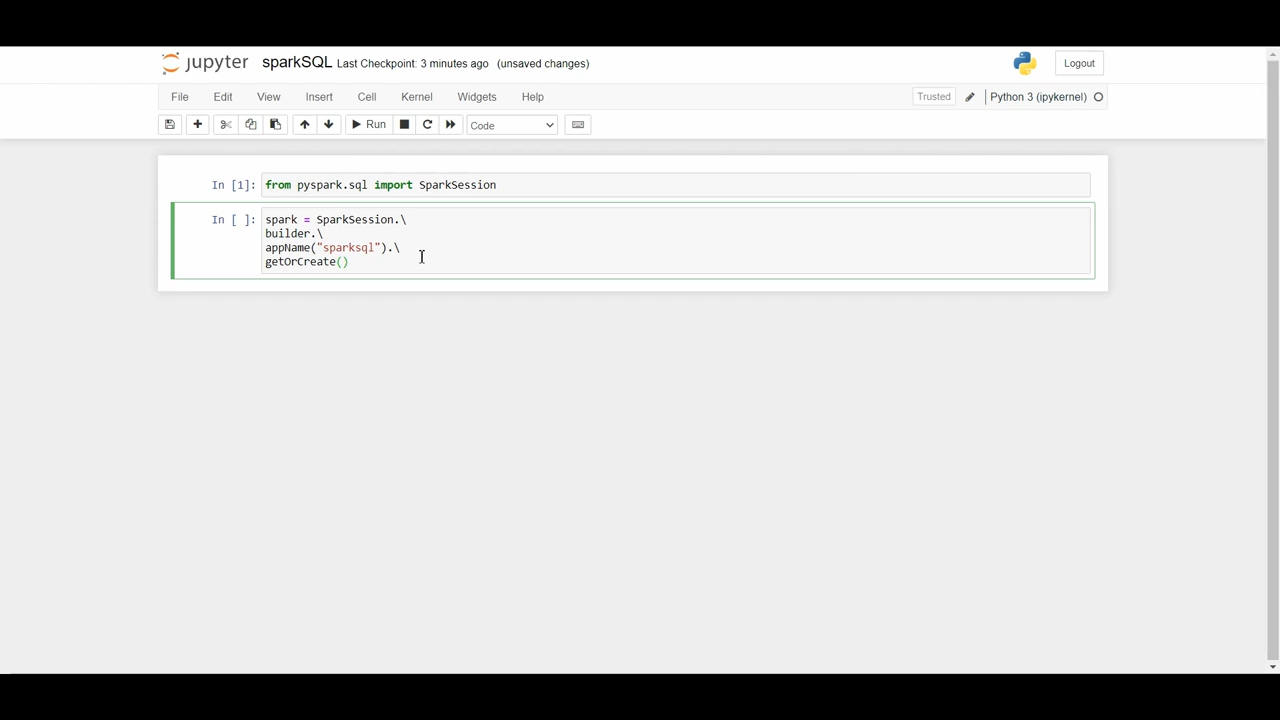 jupyter sparkSQL Last Checkpoint: 3 minutes ago (unsaved changes) Logout
File Edit View Insert Cell Kernel Widgets Help Trusted Python 3 (ipykernel)
Run Code
In [1]: from pyspark.sql import SparkSession
In [ ]: spark = SparkSession.\
builder.\
appName("sparksql").\
getOrCreate()